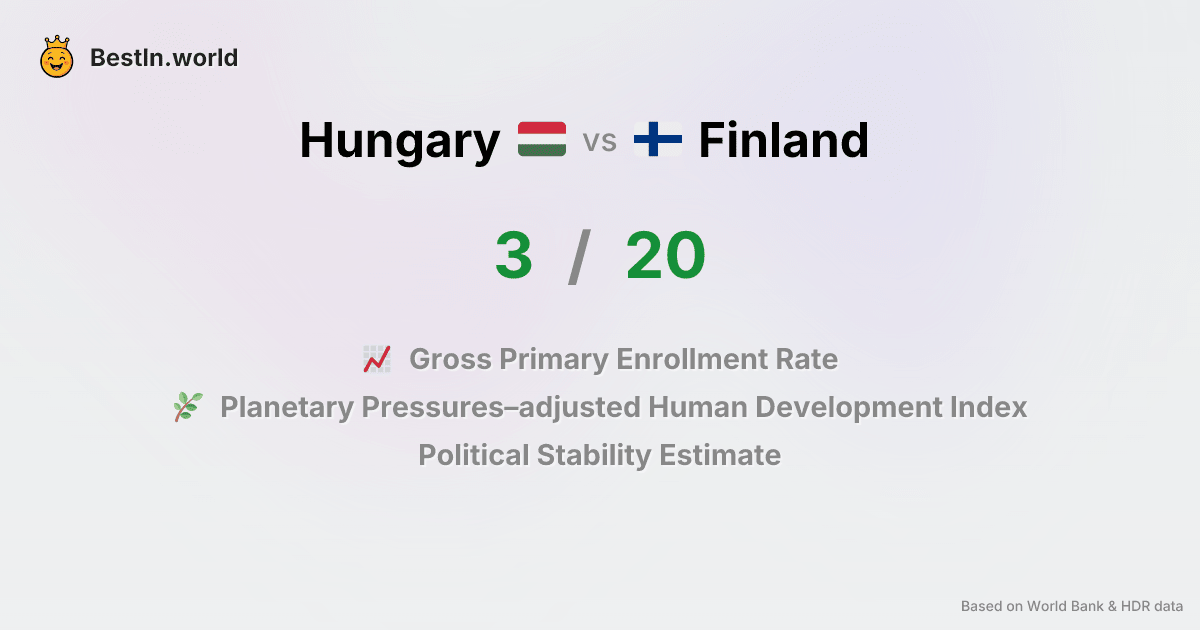 BestIn.world
Hungary vs Finland
3 / 20
Gross Primary Enrollment Rate
Planetary Pressures–adjusted Human Development Index
Political Stability Estimate
Based on World Bank & HDR data